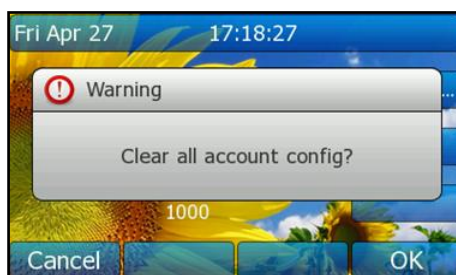 Fri Apr 27 17:18:27
Warning
Clear all account config?
1000
Cancel OK